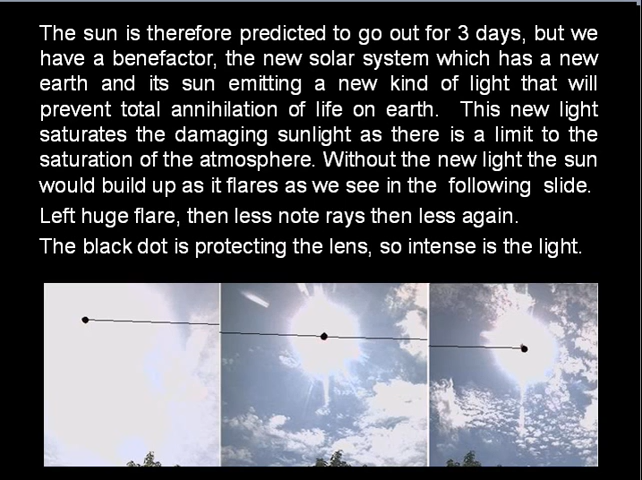 The sun is therefore predicted to go out for 3 days, but we
have a benefactor, the new solar system which has a new
earth and its sun emitting a new kind of light that will
prevent total annihilation of life on earth. This new light
saturates the damaging sunlight as there is a limit to the
saturation of the atmosphere. Without the new light the sun
would build up as it flares as we see in the following slide.
Left huge flare, then less note rays then less again.
The black dot is protecting the lens, so intense is the light.